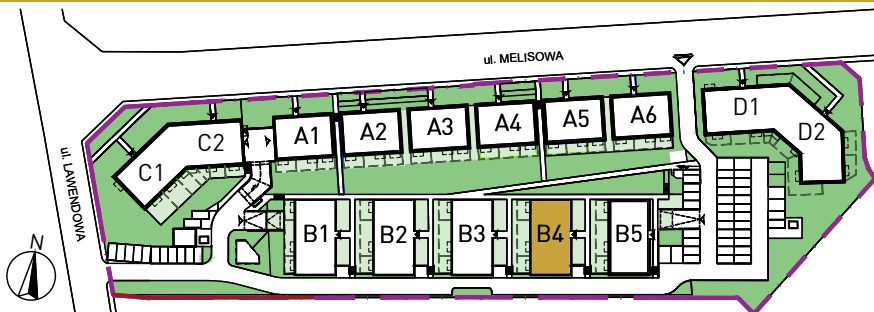 ul. MELISOWA
ul. LAWENDOWA
C1
C2
A1
A2
A3
A4
A5
A6
D1
D2
B1
B2
B3
B4
B5
N